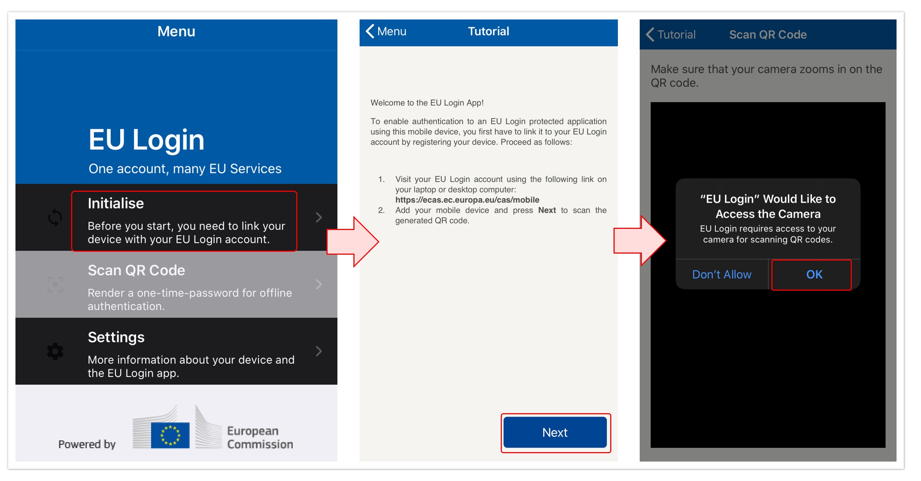 Menu
EU Login
One account, many EU Services
Initialise
Before you start, you need to link your
device with your EU Login account.
Scan QR Code
Render a one-time-password for offline
authentication.
Settings
More information about your device and
the EU Login app.
Powered by
European
Commission
Menu
Tutorial
Welcome to the EU Login App!
To enable authentication to an EU Login protected application
using this mobile device, you first have to link it to your EU Login
account by registering your device. Proceed as follows:
1. Visit your EU Login account using the following link on
your laptop or desktop computer:
https://ecas.ec.europa.eu/cas/mobile
2. Add your mobile device and press Next to scan the
generated QR code.
Next
Tutorial
Scan QR Code
Make sure that your camera zooms in on the
QR code.
“EU Login” Would Like to
Access the Camera
EU Login requires access to your
camera for scanning QR codes.
Don’t Allow
OK